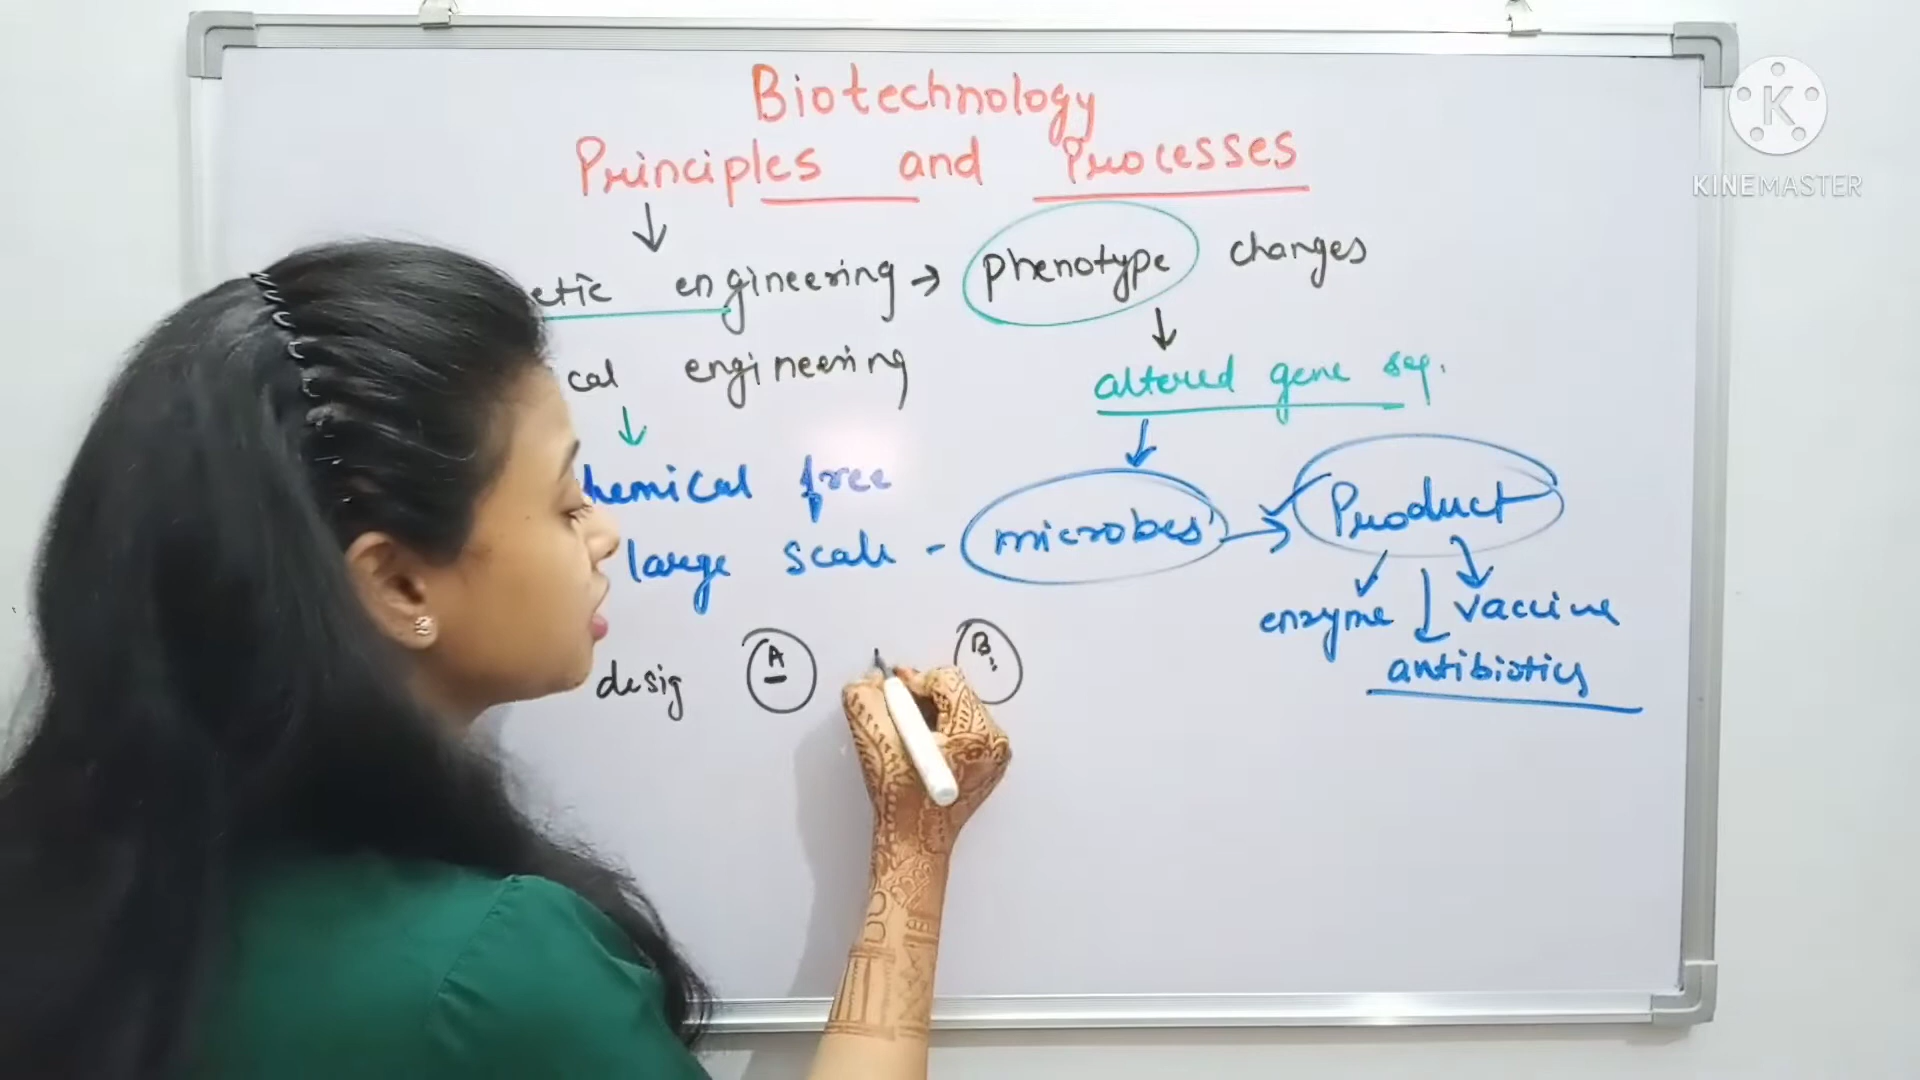 Biotechnology
Principles and Processes
etic engineering → phenotype changes
cal engineering
altered gene seq.
hemical free
large scale - microbes → Product
enzyme vaccine
antibiotics
desig A B
K
KINEMASTER